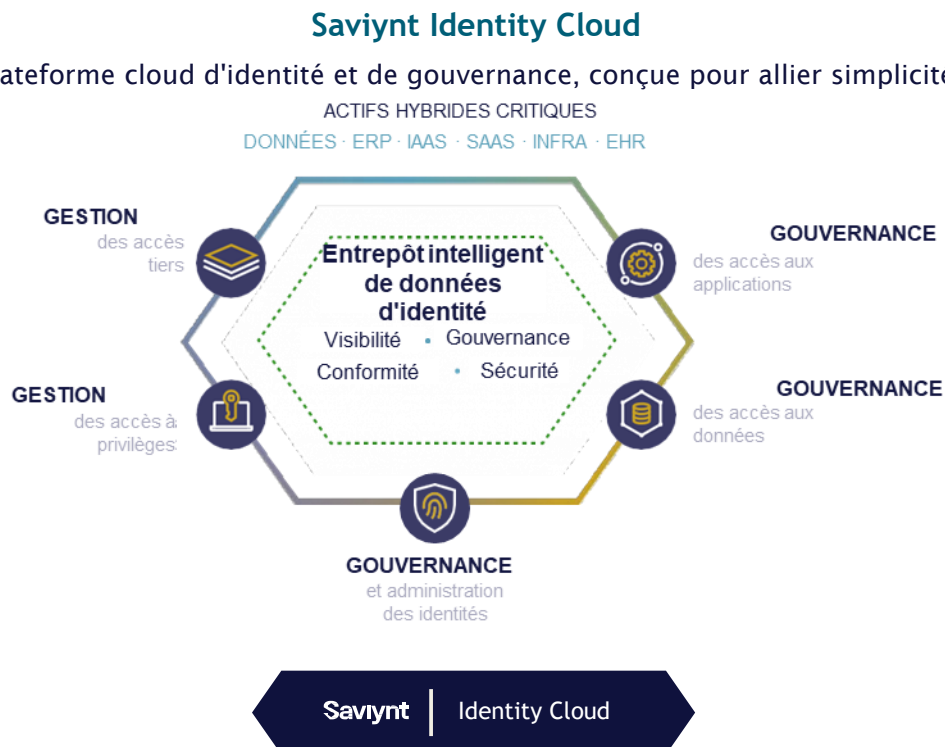 Saviynt Identity Cloud
ateforme cloud d'identité et de gouvernance, conçue pour allier simplicité
ACTIFS HYBRIDES CRITIQUES
DONNÉES · ERP · IAAS · SAAS · INFRA · EHR
GESTION
des accès
tiers
GOUVERNANCE
des accès aux
applications
Entrepôt intelligent
de données
d'identité
Visibilité • Gouvernance
Conformité • Sécurité
GESTION
des accès à
privilèges
GOUVERNANCE
des accès aux
données
GOUVERNANCE
et administration
des identités
Saviynt | Identity Cloud